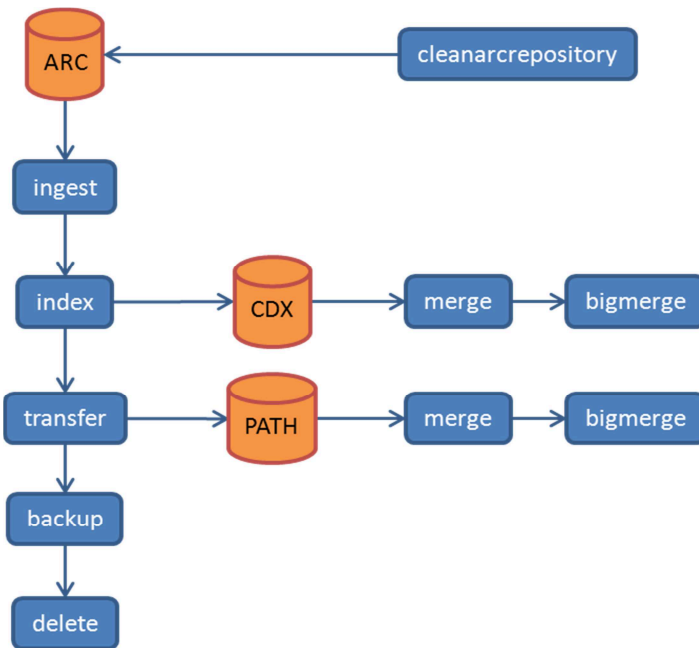 ARC
cleanarcrepository
ingest
index
CDX
merge
bigmerge
transfer
PATH
merge
bigmerge
backup
delete